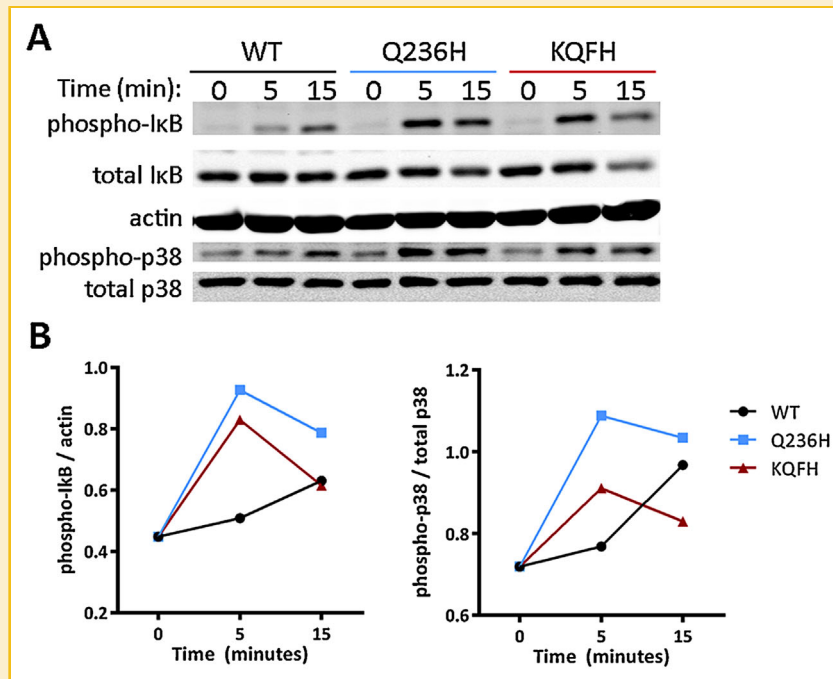 A
WT Q236H KQFH
Time (min): 0 5 15 0 5 15 0 5 15
phospho-IκB
total IκB
actin
phospho-p38
total p38
B
phospho-IkB / actin
1.0
0.8
0.6
0.4
0.2
0 5 15
Time (minutes)
phospho-p38 / total p38
1.2
1.0
0.8
0.6
0 5 15
Time (minutes)
WT
Q236H
KQFH